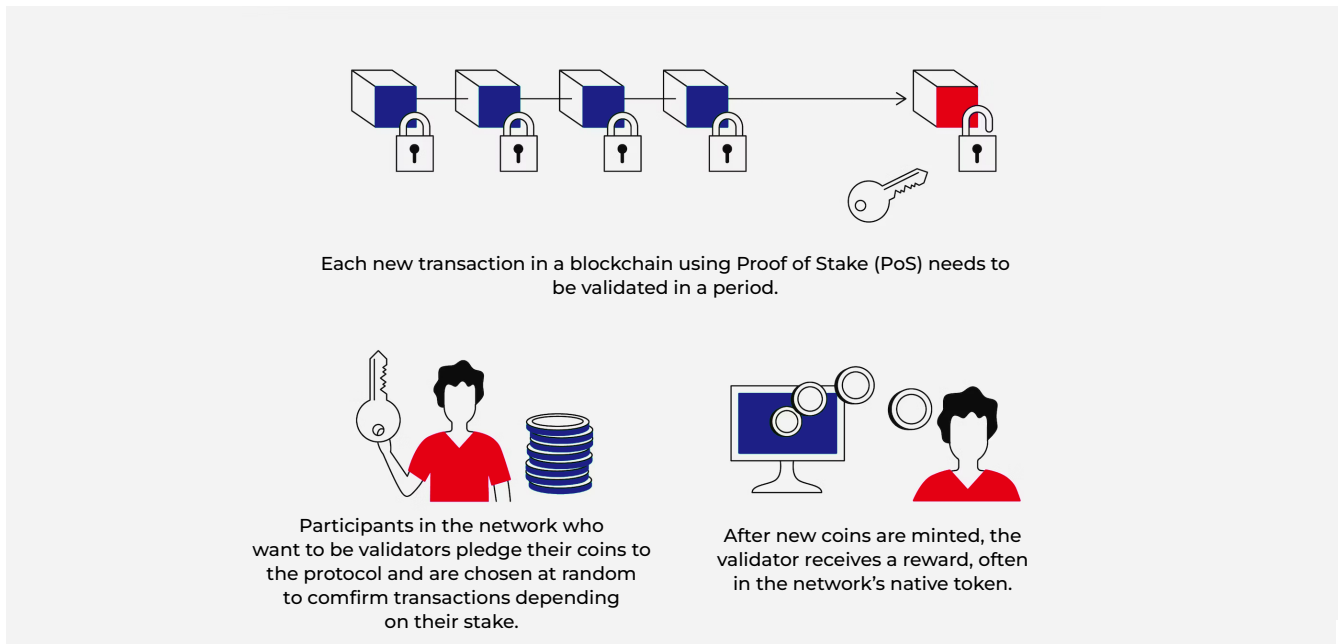 Each new transaction in a blockchain using Proof of Stake (PoS) needs to
be validated in a period.
Participants in the network who
want to be validators pledge their coins to
the protocol and are chosen at random
to comfirm transactions depending
on their stake.
After new coins are minted, the
validator receives a reward, often
in the network’s native token.